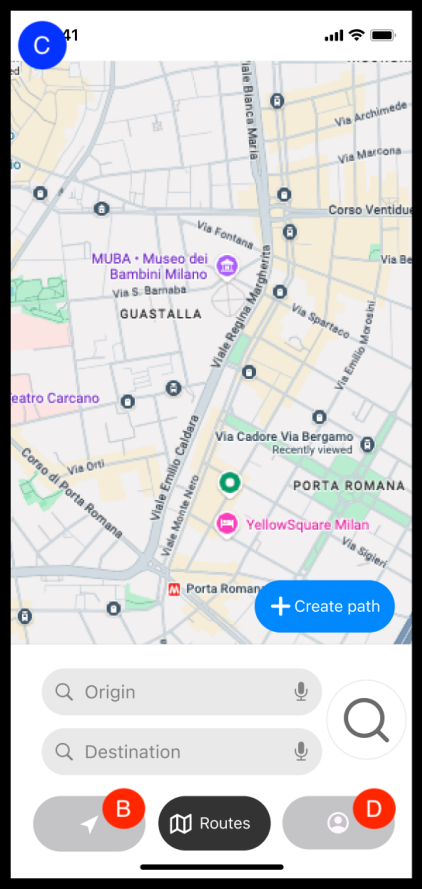 C
41
Viale Bianca Maria
Via Archimede
Via Marcona
Corso Ventidue
Via Fontana
MUBA • Museo dei
Bambini Milano
Via Be
Via S. Barnaba
GUASTALLA
Viale Regina Margherita
Via Spartaco
Via Emilio Morosini
eatro Carcano
Via Cadore Via Bergamo
Recently viewed
Corso di Porta Romana
Via Orti
Viale Emilio Caldara
Viale Monte Nero
PORTA ROMANA
YellowSquare Milan
Via Sigieri
M
Porta Roman
Create path
Origin
Destination
B
Routes
D